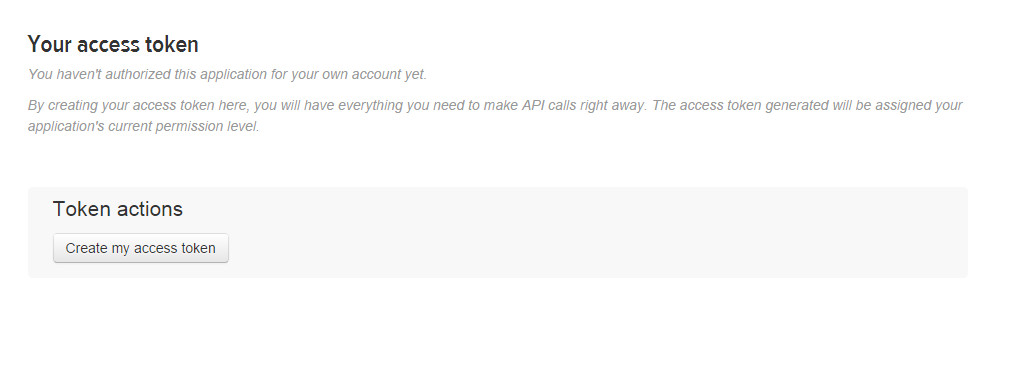 Your access token
You haven't authorized this application for your own account yet.
By creating your access token here, you will have everything you need to make API calls right away. The access token generated will be assigned your
application's current permission level.
Token actions
Create my access token